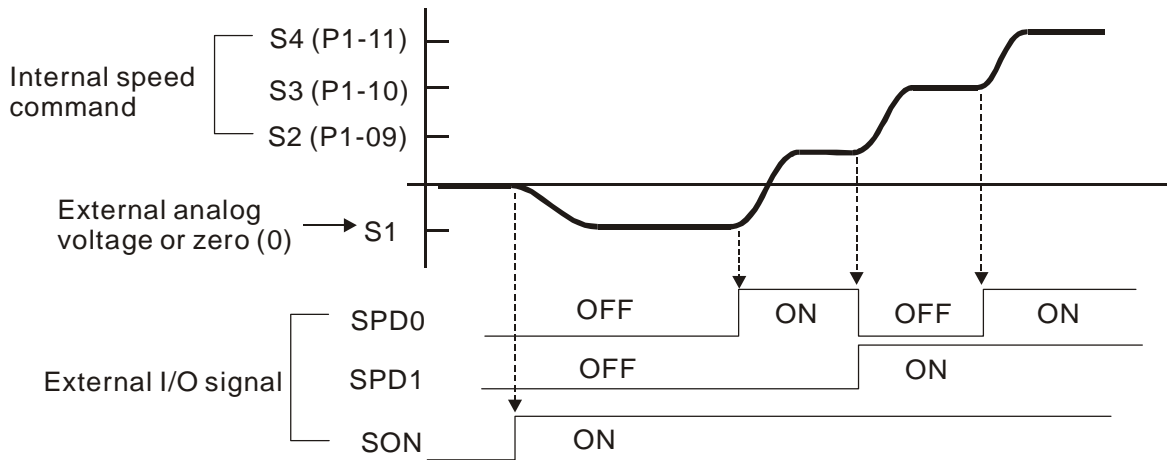 S4 (P1-11)
Internal speed
command
S3 (P1-10)
S2 (P1-09)
External analog
voltage or zero (0)
S1
SPD0
OFF
ON
OFF
ON
External I/O signal
SPD1
OFF
ON
SON
ON